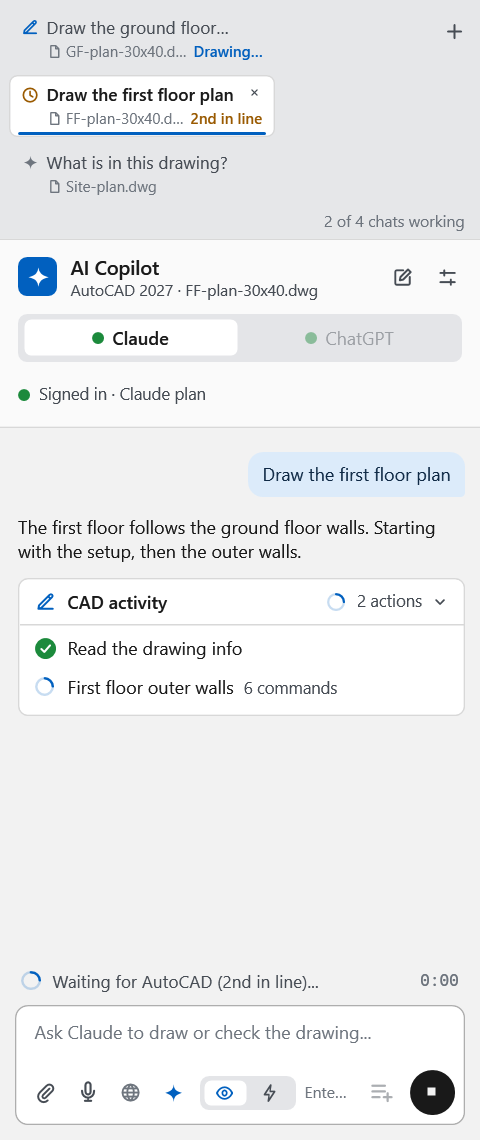 Draw the ground floor...
GF-plan-30x40.d... Drawing...
Draw the first floor plan ×
FF-plan-30x40.d... 2nd in line
What is in this drawing?
Site-plan.dwg
2 of 4 chats working
AI Copilot
AutoCAD 2027 · FF-plan-30x40.dwg
Claude
ChatGPT
Signed in · Claude plan
Draw the first floor plan
The first floor follows the ground floor walls. Starting
with the setup, then the outer walls.
CAD activity 2 actions
Read the drawing info
First floor outer walls 6 commands
Waiting for AutoCAD (2nd in line)... 0:00
Ask Claude to draw or check the drawing...
Ente...